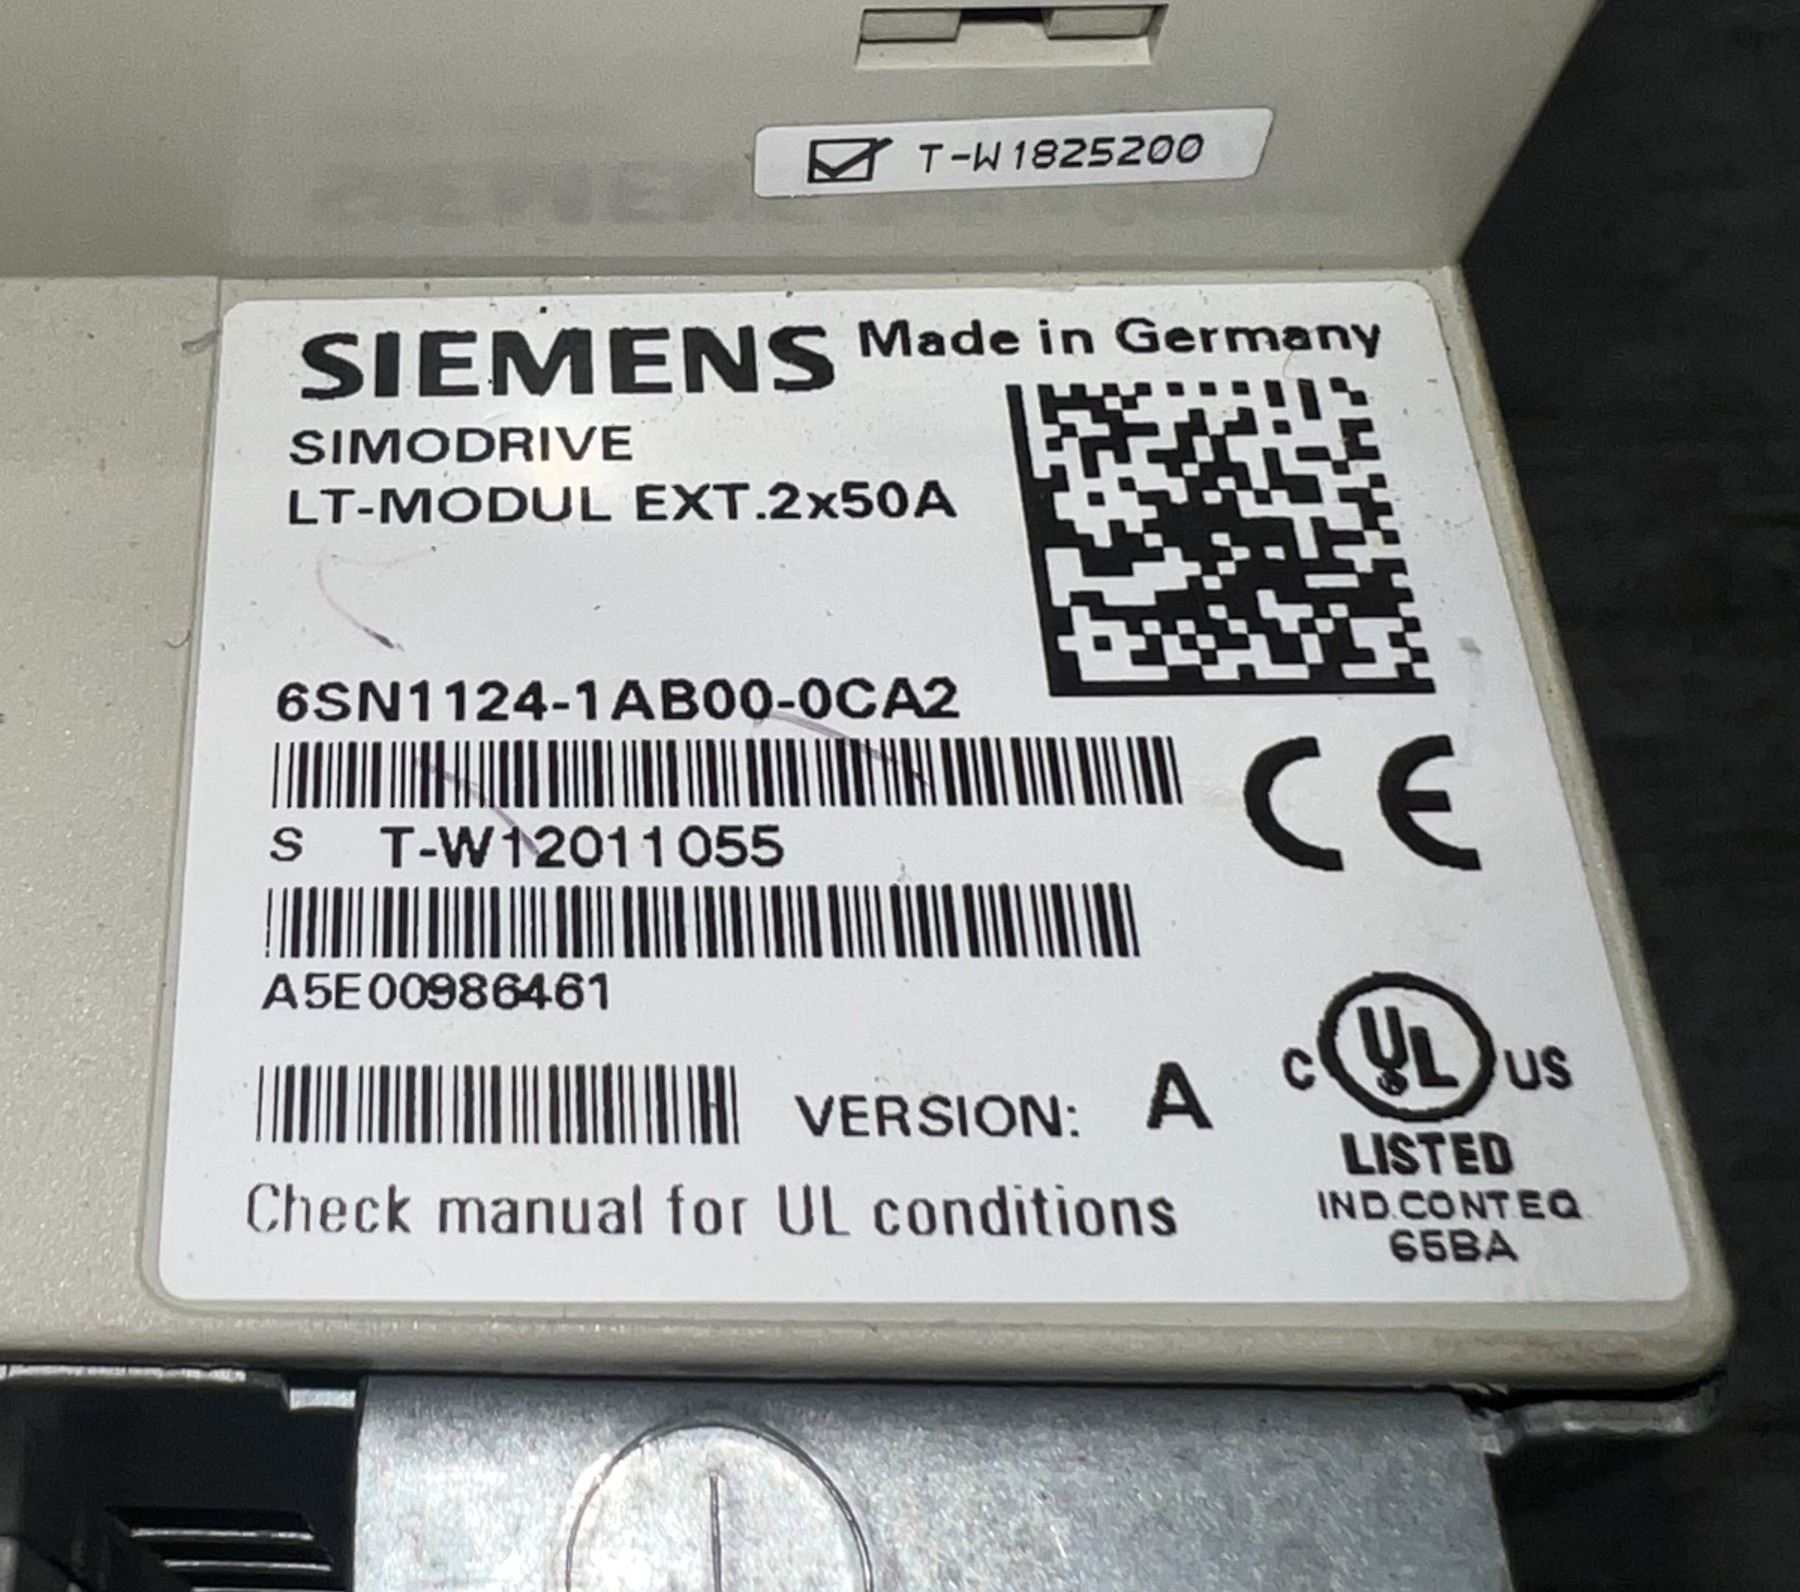 T-W1825200
SIEMENS Made in Germany
SIMODRIVE
LT-MODUL EXT.2x50A
6SN1124-1AB00-0CA2
S T-W12011055
A5E00986461
VERSION: A
Check manual for UL conditions
CE
C UL US
LISTED
IND.CONT.EQ
65BA